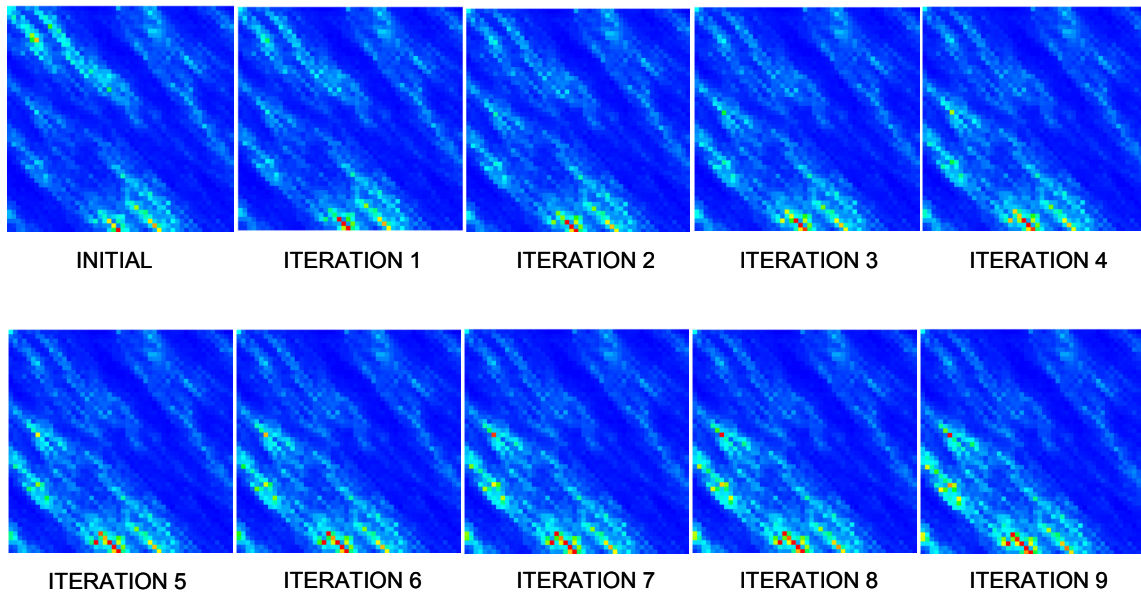 INITIAL
ITERATION 1
ITERATION 2
ITERATION 3
ITERATION 4
ITERATION 5
ITERATION 6
ITERATION 7
ITERATION 8
ITERATION 9